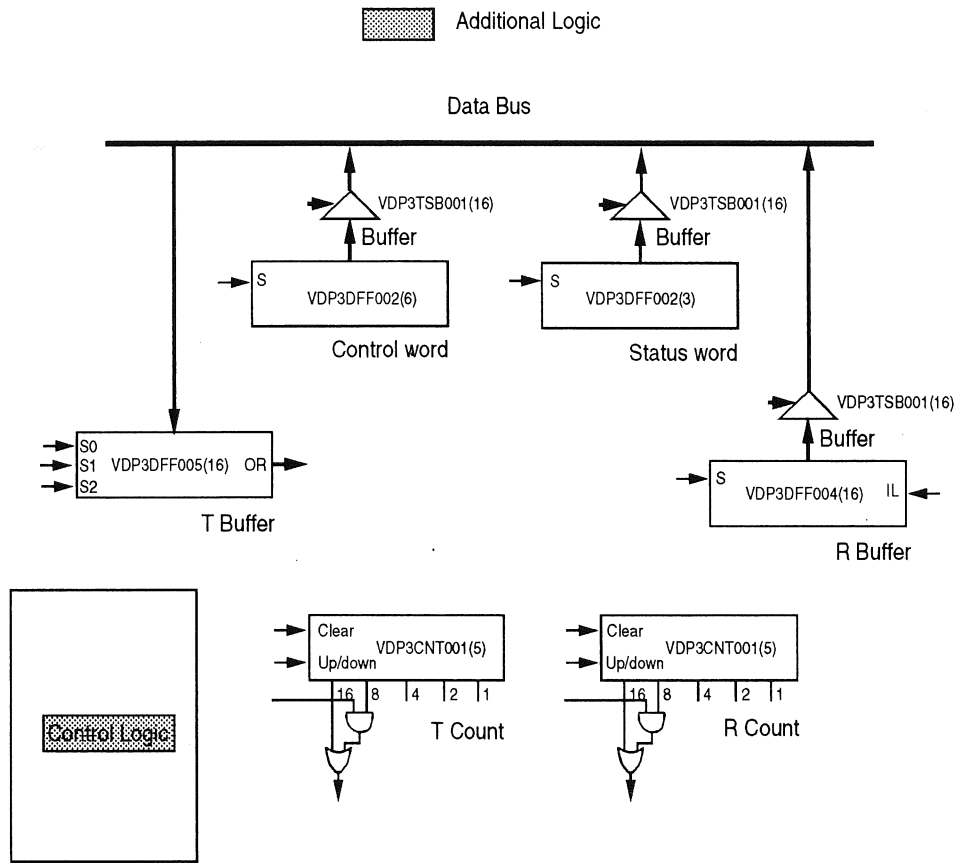 Additional Logic
Data Bus
VDP3TSB001(16)
Buffer
S
VDP3DFF002(6)
Control word
VDP3TSB001(16)
Buffer
S
VDP3DFF002(3)
Status word
VDP3TSB001(16)
Buffer
S0
S1
S2
VDP3DFF005(16)
OR
T Buffer
S
VDP3DFF004(16)
IL
R Buffer
Control Logic
Clear
VDP3CNT001(5)
Up/down
16 8 4 2 1
T Count
Clear
VDP3CNT001(5)
Up/down
16 8 4 2 1
R Count